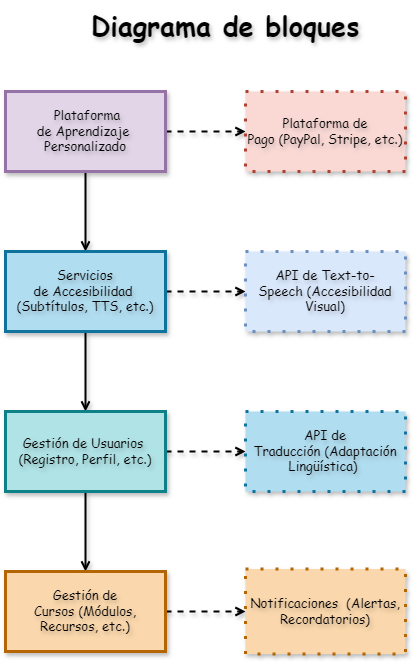 Diagrama de bloques
Plataforma
de Aprendizaje
Personalizado
Plataforma de
Pago (PayPal, Stripe, etc.)
Servicios
de Accesibilidad
(Subtítulos, TTS, etc.)
API de Text-to-
Speech (Accesibilidad
Visual)
Gestión de Usuarios
(Registro, Perfil, etc.)
API de
Traducción (Adaptación
Lingüística)
Gestión de
Cursos (Módulos,
Recursos, etc.)
Notificaciones (Alertas,
Recordatorios)